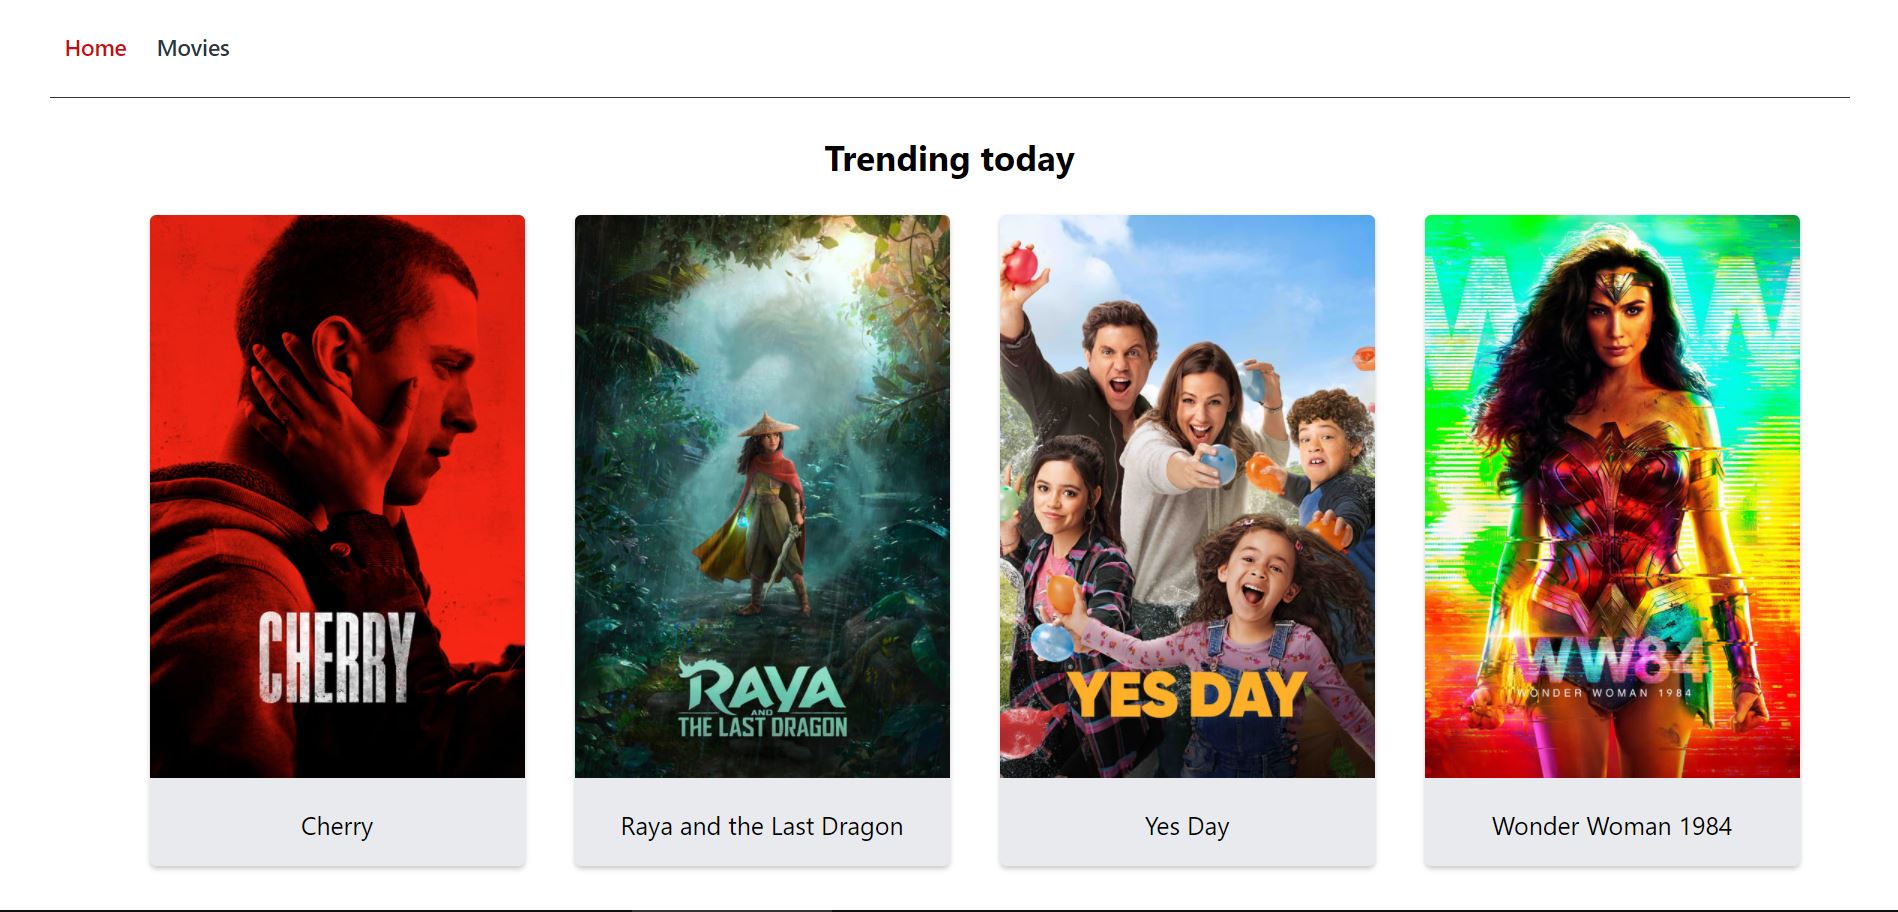 Home Movies
Trending today
CHERRY
RAYA
AND
THE LAST DRAGON
YES DAY
WW
WW84
WONDER WOMAN 1984
Cherry
Raya and the Last Dragon
Yes Day
Wonder Woman 1984